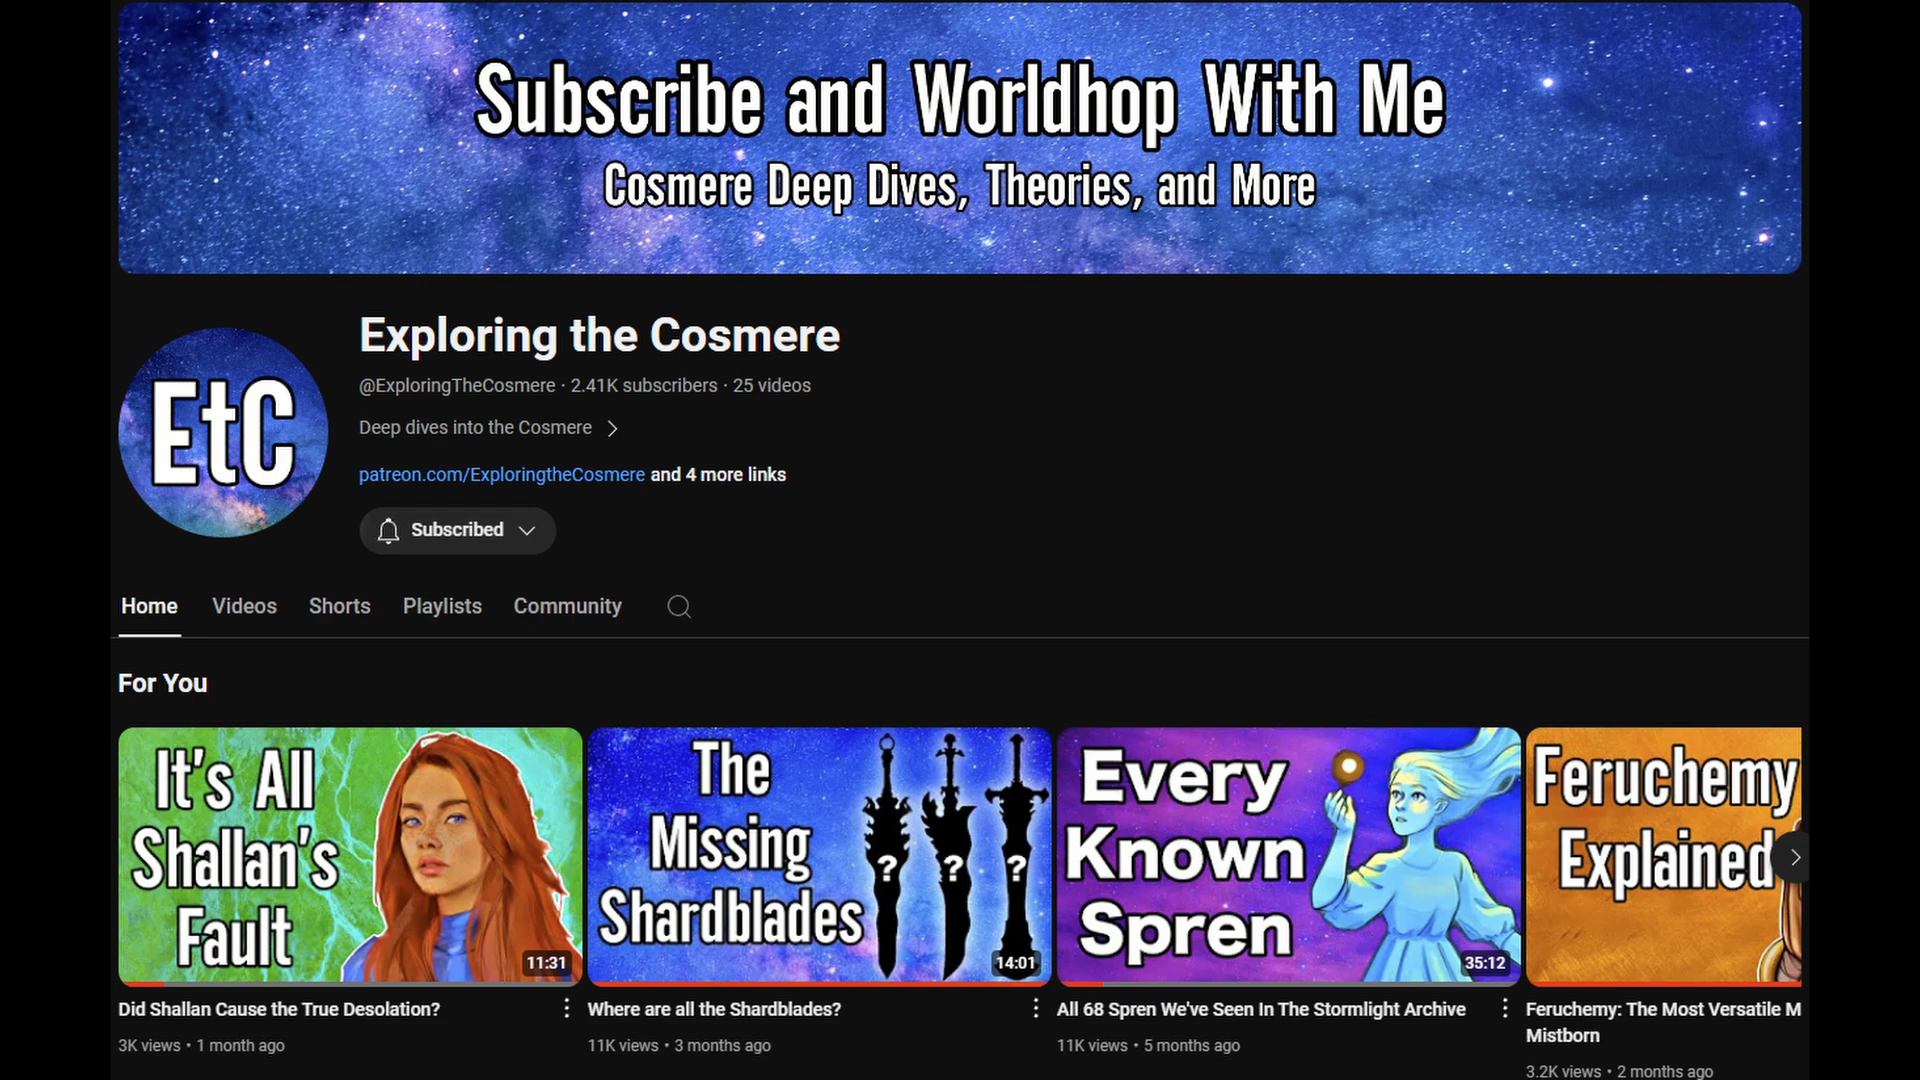 Subscribe and Worldhop With Me
Cosmere Deep Dives, Theories, and More
EtC
Exploring the Cosmere
@ExploringTheCosmere · 2.41K subscribers · 25 videos
Deep dives into the Cosmere
patreon.com/ExploringtheCosmere and 4 more links
Subscribed
Home Videos Shorts Playlists Community
For You
It's All
Shallan's
Fault
11:31
The
Missing
Shardblades
? ? ?
14:01
Every
Known
Spren
35:12
Feruchemy
Explained
Did Shallan Cause the True Desolation?
3K views • 1 month ago
Where are all the Shardblades?
11K views • 3 months ago
All 68 Spren We've Seen In The Stormlight Archive
11K views • 5 months ago
Feruchemy: The Most Versatile M
Mistborn
3.2K views • 2 months ago